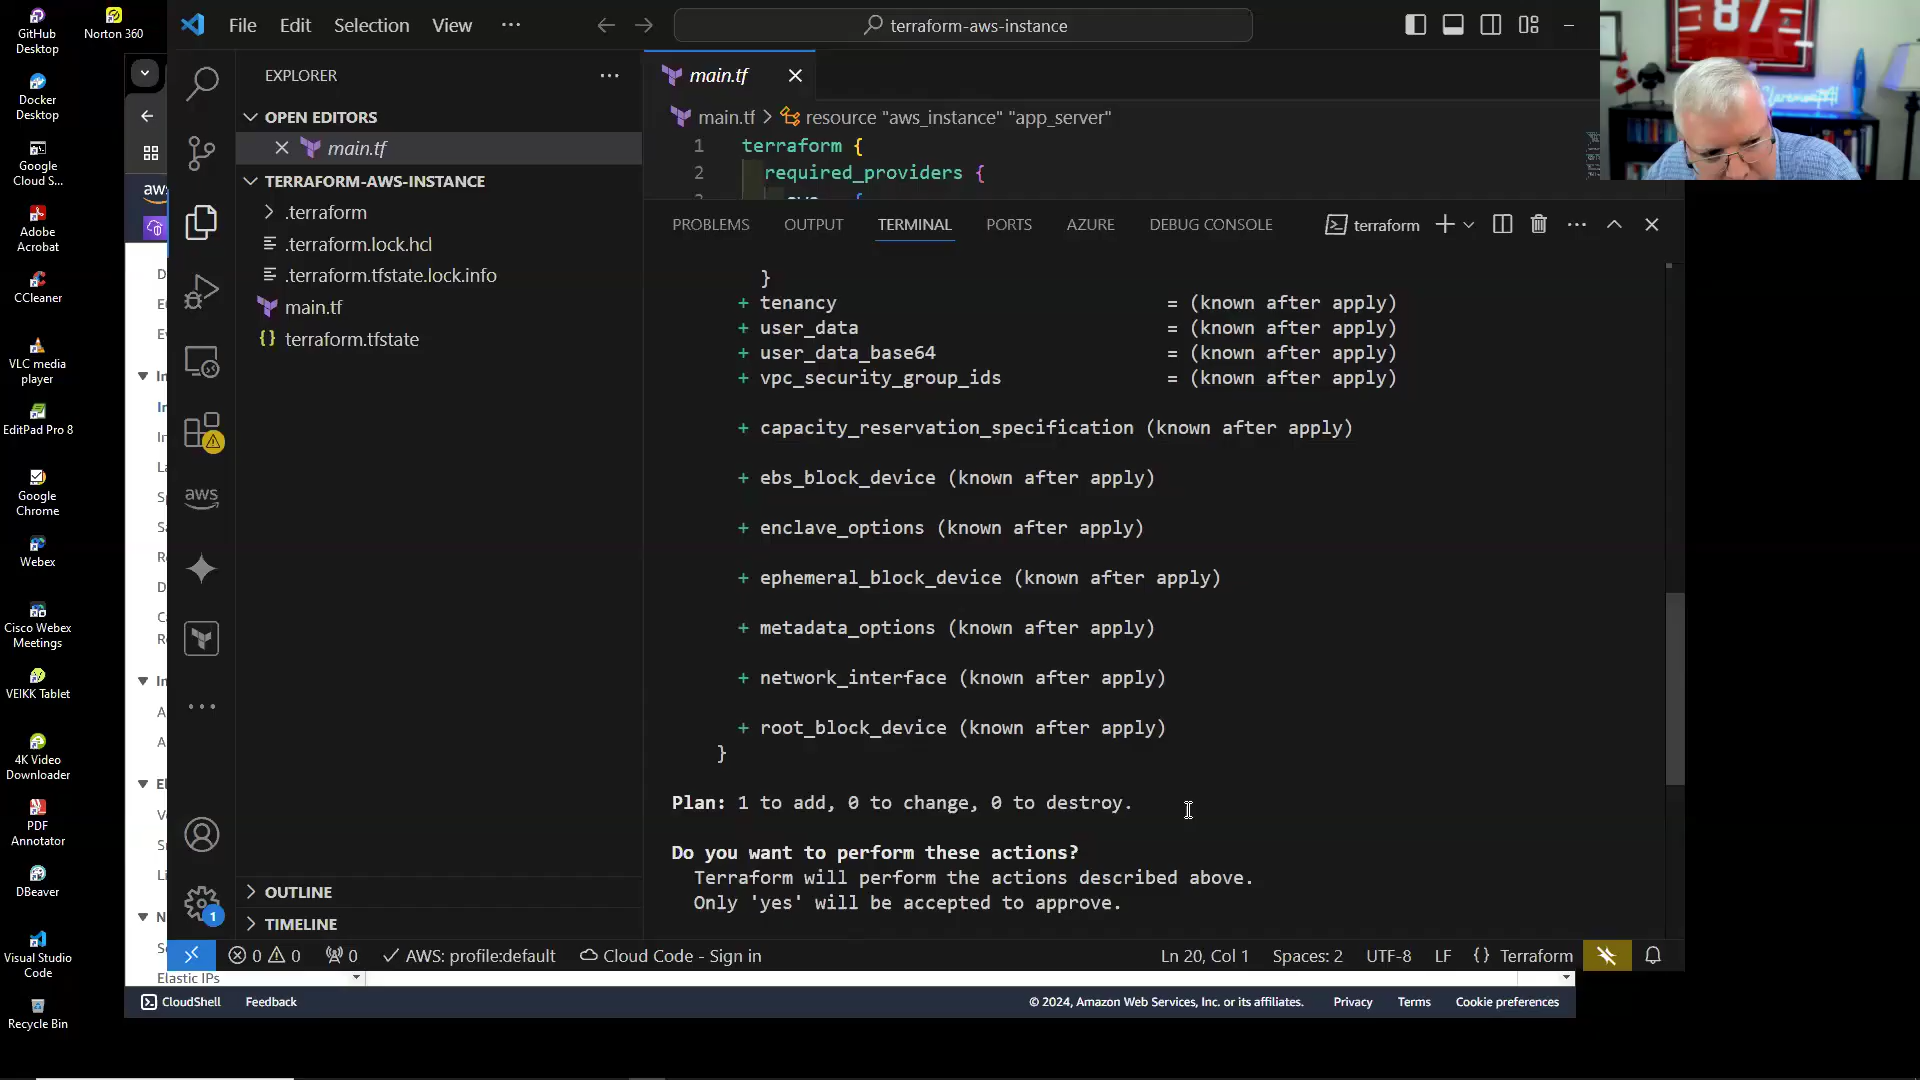 GitHub
Desktop
Norton 360
Docker
Desktop
Google
Cloud S...
Adobe
Acrobat
CCleaner
VLC media
player
EditPad Pro 8
Google
Chrome
Webex
Cisco Webex
Meetings
VEIKK Tablet
4K Video
Downloader
PDF
Annotator
DBeaver
Visual Studio
Code
Recycle Bin
File Edit Selection View ...
terraform-aws-instance
EXPLORER
OPEN EDITORS
main.tf
TERRAFORM-AWS-INSTANCE
.terraform
.terraform.lock.hcl
.terraform.tfstate.lock.info
main.tf
terraform.tfstate
OUTLINE
TIMELINE
aws
aws
main.tf
main.tf > resource "aws_instance" "app_server"
1 terraform {
2 required_providers {
PROBLEMS OUTPUT TERMINAL PORTS AZURE DEBUG CONSOLE terraform
}
+ tenancy = (known after apply)
+ user_data = (known after apply)
+ user_data_base64 = (known after apply)
+ vpc_security_group_ids = (known after apply)
+ capacity_reservation_specification (known after apply)
+ ebs_block_device (known after apply)
+ enclave_options (known after apply)
+ ephemeral_block_device (known after apply)
+ metadata_options (known after apply)
+ network_interface (known after apply)
+ root_block_device (known after apply)
}
Plan: 1 to add, 0 to change, 0 to destroy.
Do you want to perform these actions?
Terraform will perform the actions described above.
Only 'yes' will be accepted to approve.
0 0 0 AWS: profile:default Cloud Code - Sign in Ln 20, Col 1 Spaces: 2 UTF-8 LF {} Terraform
1
Elastic IPs
CloudShell Feedback © 2024, Amazon Web Services, Inc. or its affiliates. Privacy Terms Cookie preferences
87